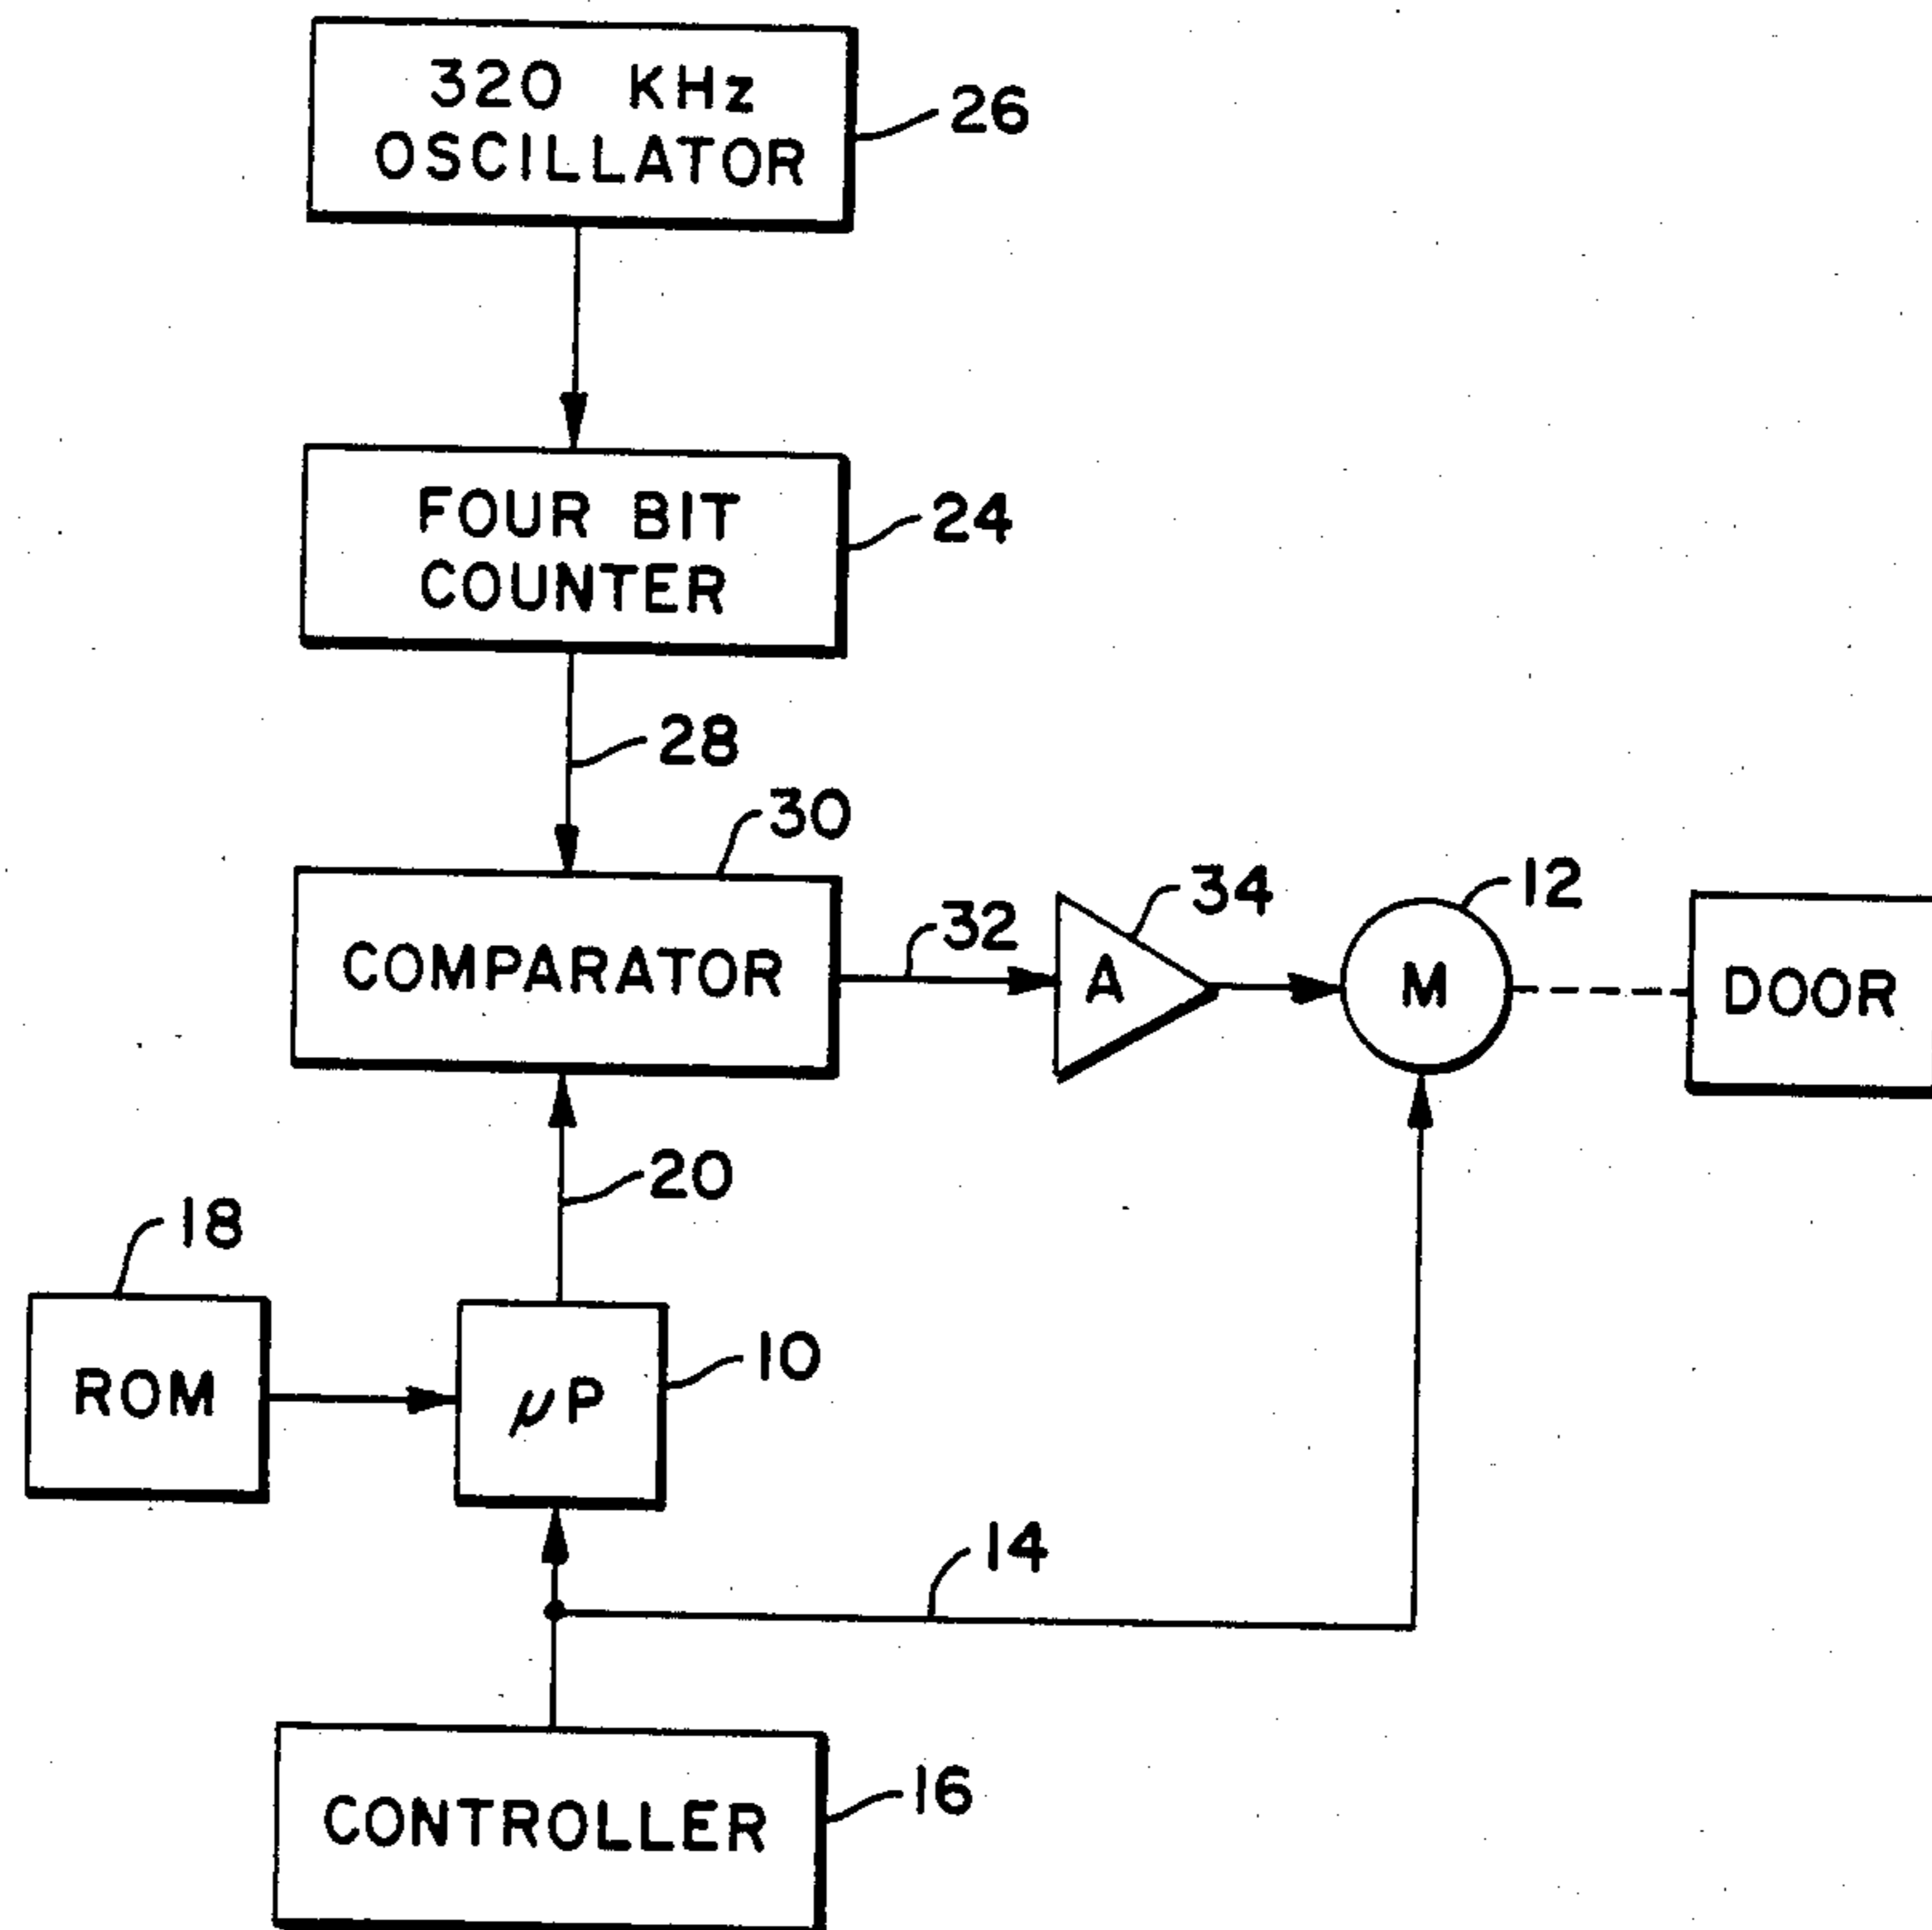 320 KHz
OSCILLATOR
26
FOUR BIT
COUNTER
24
28
30
COMPARATOR
32
A
34
M
12
DOOR
20
18
ROM
μP
10
14
CONTROLLER
16